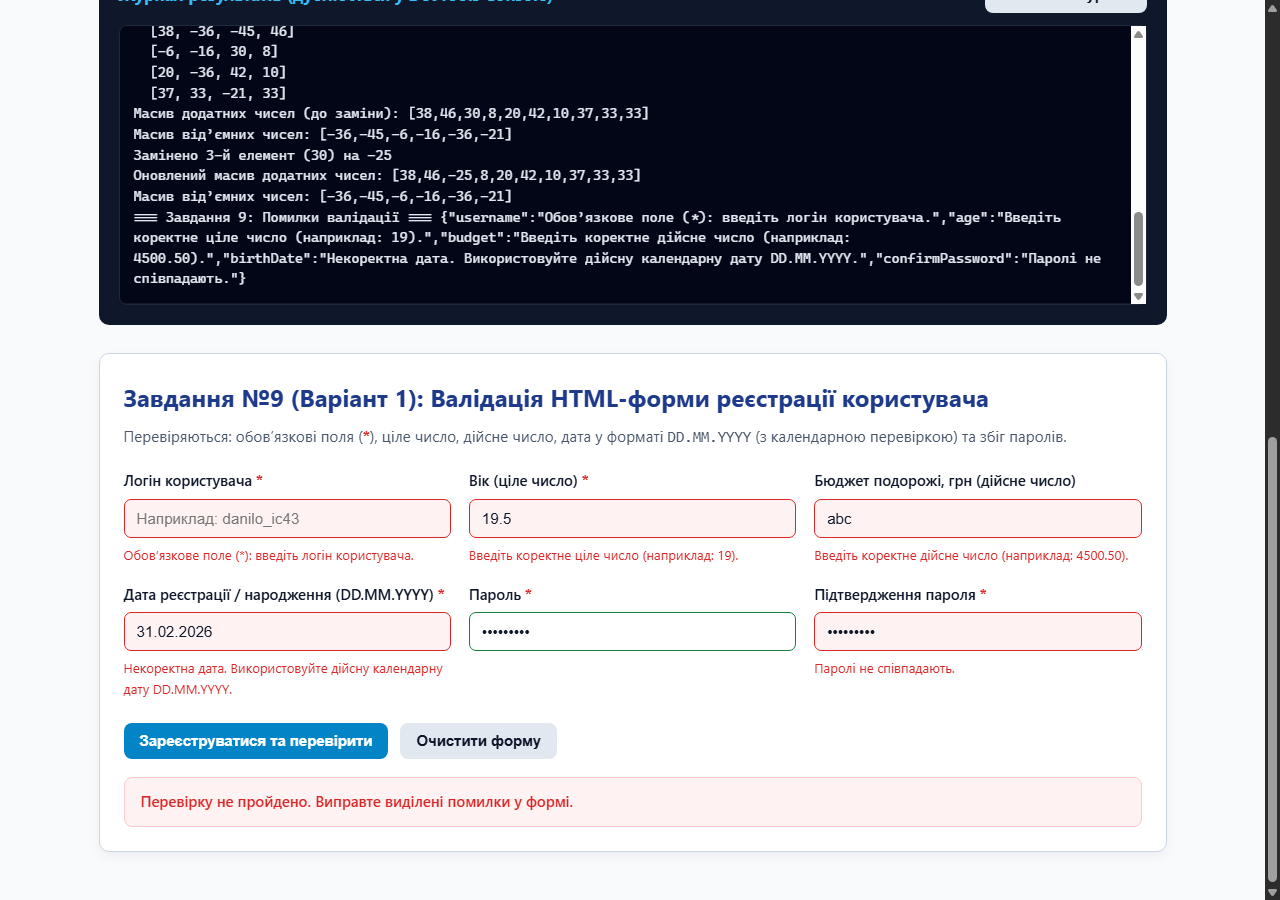 [38, -36, -45, 46]
[-6, -16, 30, 8]
[20, -36, 42, 10]
[37, 33, -21, 33]
Масив додатних чисел (до заміни): [38,46,30,8,20,42,10,37,33,33]
Масив від’ємних чисел: [-36,-45,-6,-16,-36,-21]
Замінено 3-й елемент (30) на -25
Оновлений масив додатних чисел: [38,46,-25,8,20,42,10,37,33,33]
Масив від’ємних чисел: [-36,-45,-6,-16,-36,-21]
=== Завдання 9: Помилки валідації === {"username":"Обов’язкове поле (*): введіть логін користувача.","age":"Введіть
коректне ціле число (наприклад: 19).","budget":"Введіть коректне дійсне число (наприклад:
4500.50).","birthDate":"Некоректна дата. Використовуйте дійсну календарну дату DD.MM.YYYY.","confirmPassword":"Паролі не
співпадають."}
Завдання №9 (Варіант 1): Валідація HTML-форми реєстрації користувача
Перевіряються: обов’язкові поля (*), ціле число, дійсне число, дата у форматі DD.MM.YYYY (з календарною перевіркою) та збіг паролів.
Логін користувача *
Вік (ціле число) *
Бюджет подорожі, грн (дійсне число)
Наприклад: danilo_ic43
19.5
abc
Обов’язкове поле (*): введіть логін користувача.
Введіть коректне ціле число (наприклад: 19).
Введіть коректне дійсне число (наприклад: 4500.50).
Дата реєстрації / народження (DD.MM.YYYY) *
Пароль *
Підтвердження пароля *
31.02.2026
•••••••••
•••••••••
Некоректна дата. Використовуйте дійсну календарну
дату DD.MM.YYYY.
Паролі не співпадають.
Зареєструватися та перевірити
Очистити форму
Перевірку не пройдено. Виправте виділені помилки у формі.